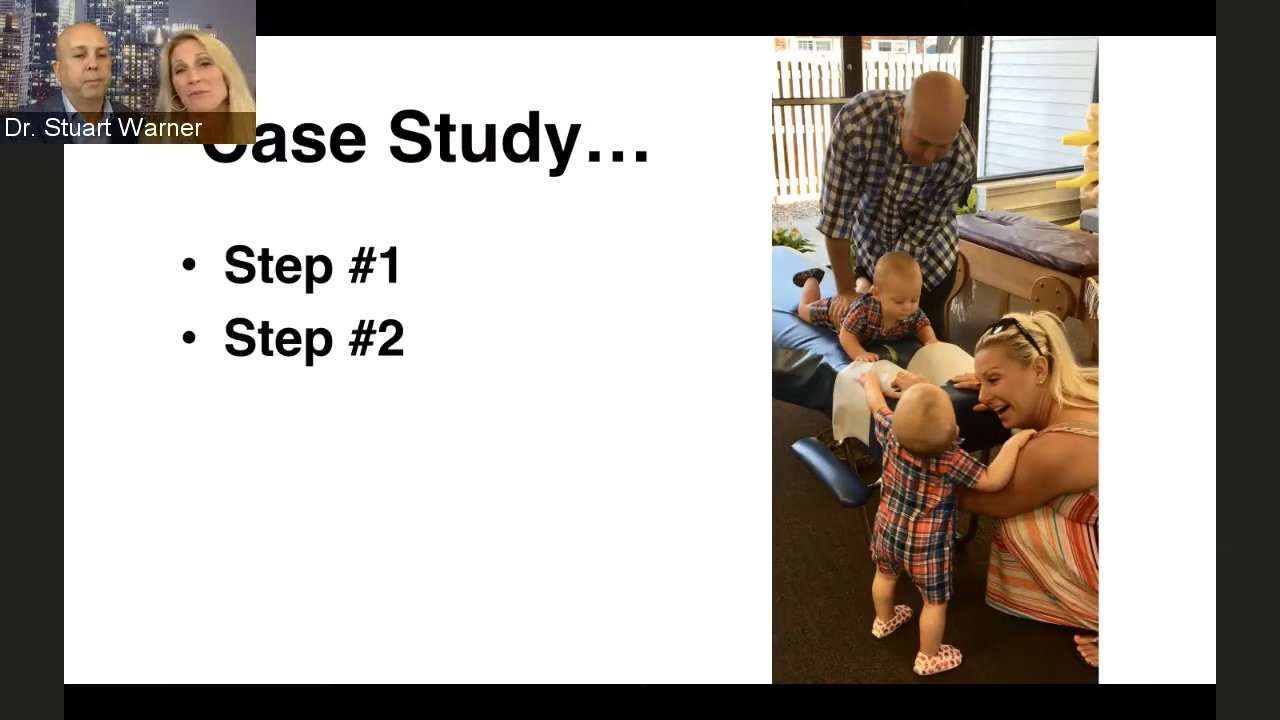 Dr. Stuart Warner
Case Study…
• Step #1
• Step #2